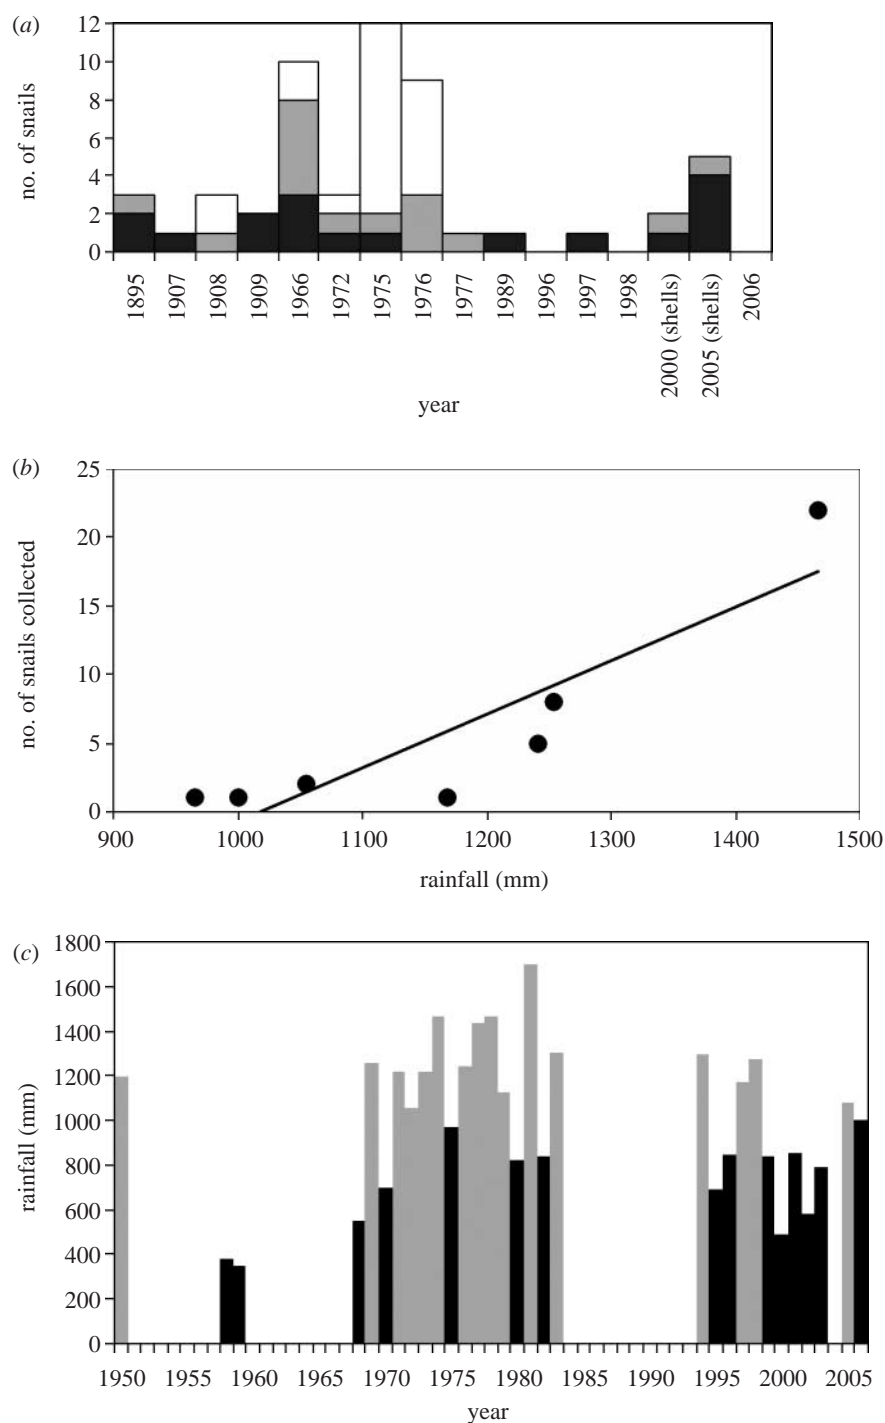 (a)
no. of snails
12
10
8
6
4
2
0
1895
1907
1908
1909
1966
1972
1975
1976
1977
1989
1996
1997
1998
2000 (shells)
2005 (shells)
2006
year
(b)
no. of snails collected
25
20
15
10
5
0
900 1000 1100 1200 1300 1400 1500
rainfall (mm)
(c)
rainfall (mm)
1800
1600
1400
1200
1000
800
600
400
200
0
1950 1955 1960 1965 1970 1975 1980 1985 1990 1995 2000 2005
year